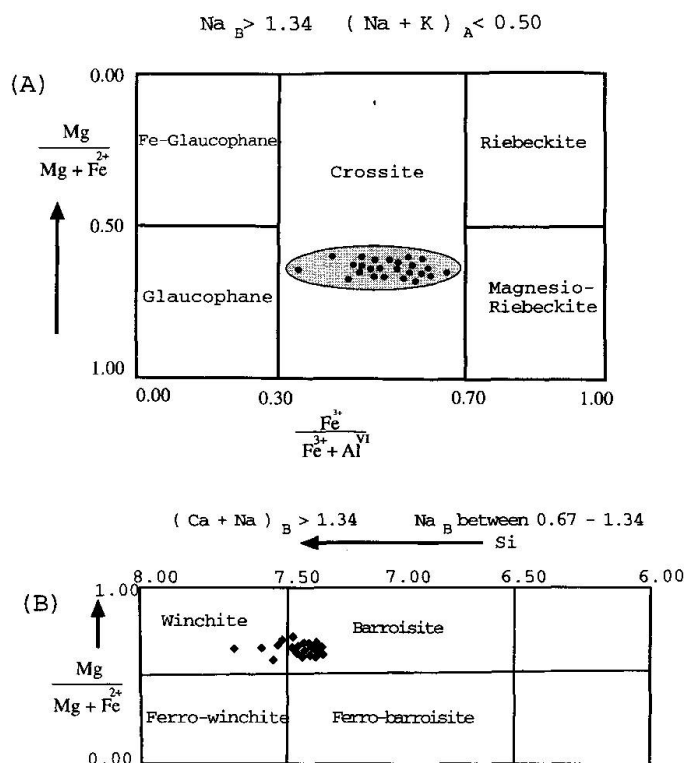 Na B > 1.34 ( Na + K ) A < 0.50
(A)
0.00
Mg
Mg + Fe2+
Fe-Glaucophane
Riebeckite
Crossite
0.50
Glaucophane
Magnesio-
Riebeckite
1.00
0.00 0.30 0.70 1.00
Fe3+
Fe3+ + AlVI
( Ca + Na ) B > 1.34 Na B between 0.67 - 1.34
Si
8.00 7.50 7.00 6.50 6.00
(B)
1.00
Winchite Barroisite
Mg
Mg + Fe2+
Ferro-winchite Ferro-barroisite
0.00